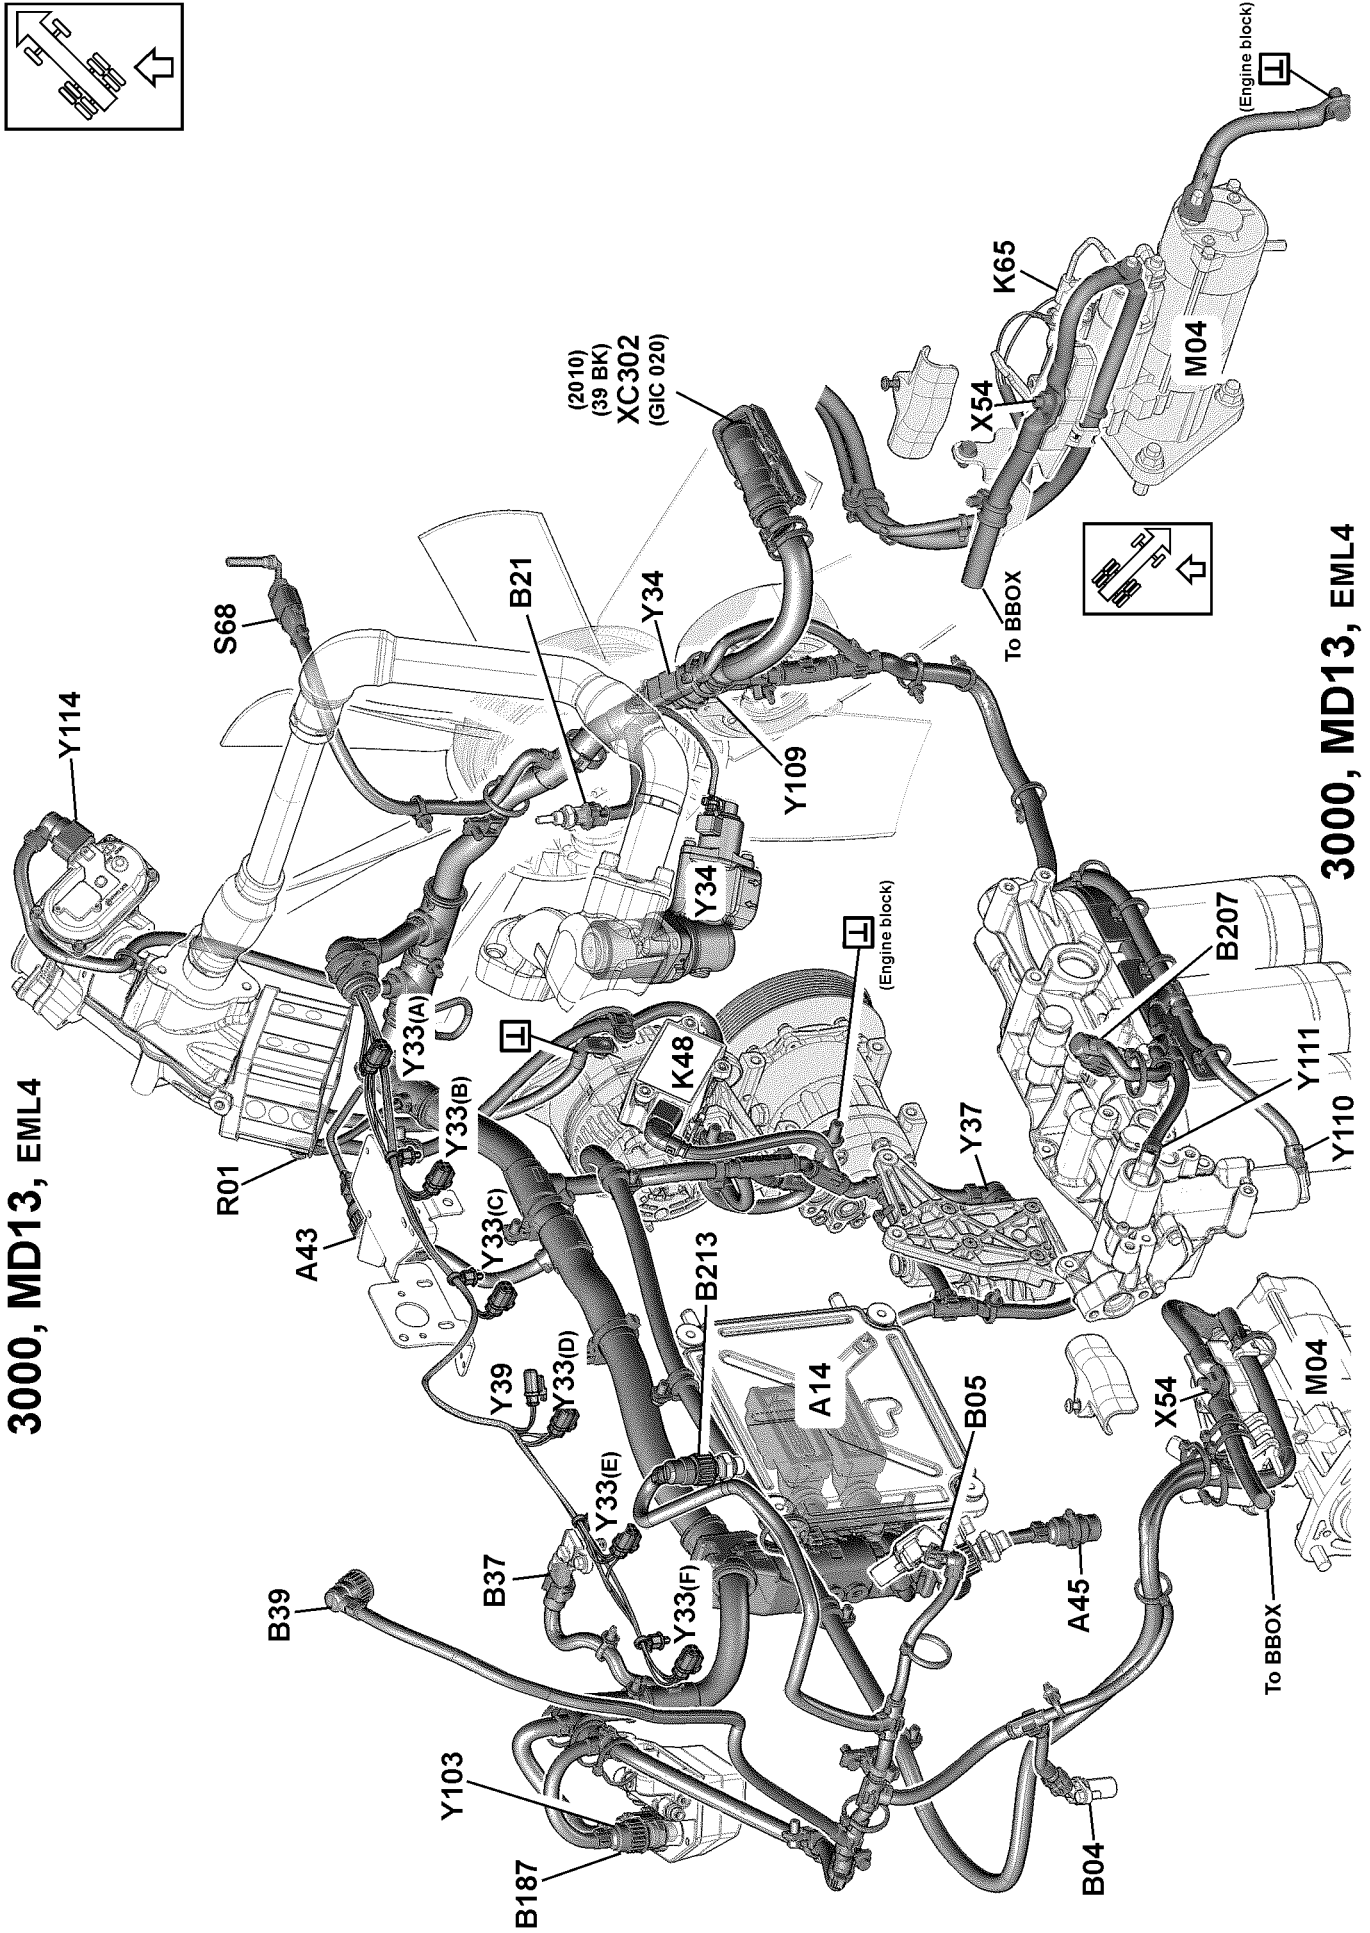 3000, MD13, EML4
Y114
S68
(2010)
(39 BK)
XC302
(GIC 020)
K65
(Engine block)
X54
M04
B21
Y34
To BBOX
Y109
Y34
(Engine block)
R01
Y33(A)
K48
B207
A43
Y33(B)
Y37
Y111
Y33(C)
Y110
B213
Y39
Y33(D)
A14
B05
X54
M04
Y33(E)
B37
B39
Y33(F)
A45
To BBOX
Y103
B187
B04
3000, MD13, EML4